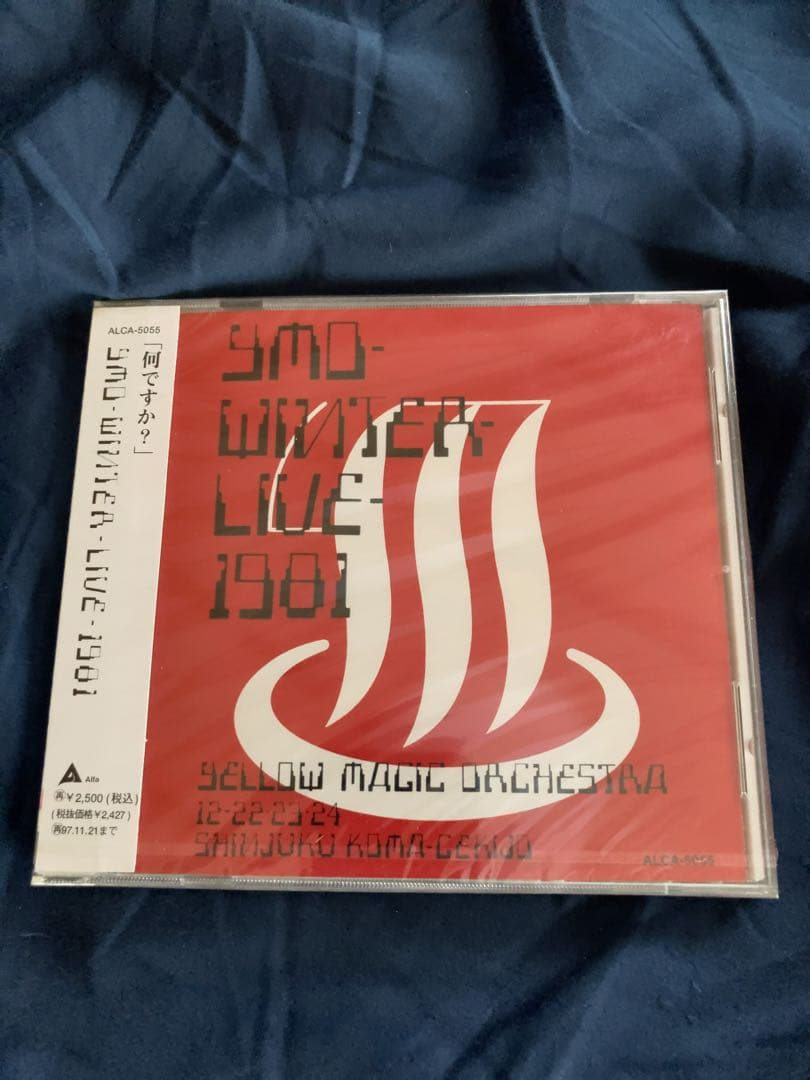 ALCA-5055
「何ですか?」
YMO-WINTER-LIVE-1981
Alfa
再¥2,500(税込)
(税抜価格¥2,427)
再97.11.21まで
YMO-
WINTER-
LIVE-
1981
YELLOW MAGIC ORCHESTRA
12-22 23-24
SHINJUKU KOMA-GEKIJO
ALCA-5055